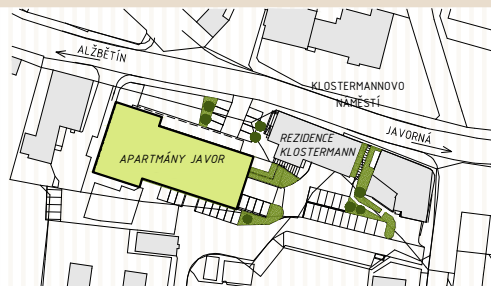 ALŽBĚTÍN
KLOSTERMANNOVO
NÁMĚSTÍ
JAVORNÁ
REZIDENCE
KLOSTERMANN
APARTMÁNY JAVOR